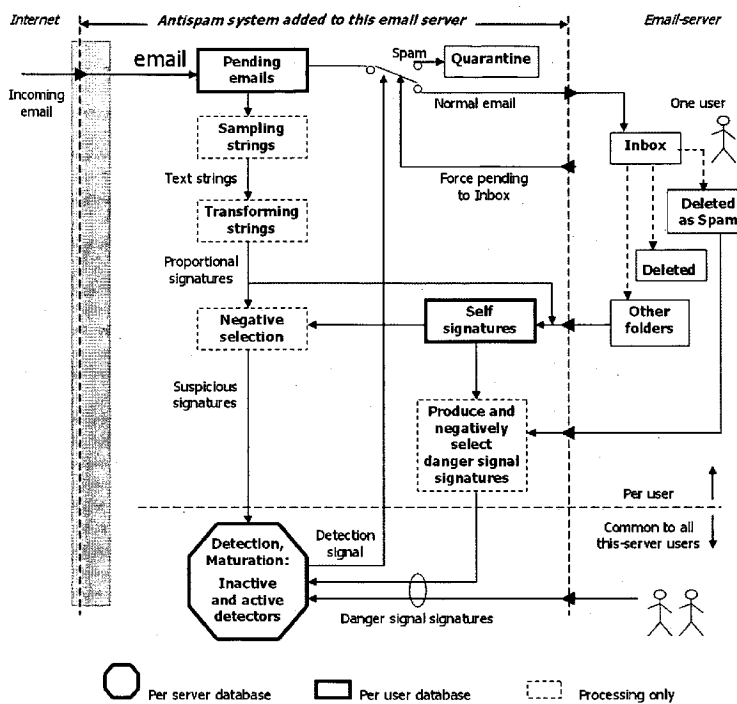 Internet
Antispam system added to this email server
Email-server
email
Pending
emails
Spam
Quarantine
Incoming
email
Normal email
One user
Sampling
strings
Inbox
Text strings
Force pending
to Inbox
Transforming
strings
Deleted
as Spam
Proportional
signatures
Deleted
Negative
selection
Self
signatures
Other
folders
Suspicious
signatures
Produce and
negatively
select
danger signal
signatures
Per user
Common to all
this-server users
Detection,
Maturation:
Inactive
and active
detectors
Detection
signal
Danger signal signatures
Per server database
Per user database
Processing only